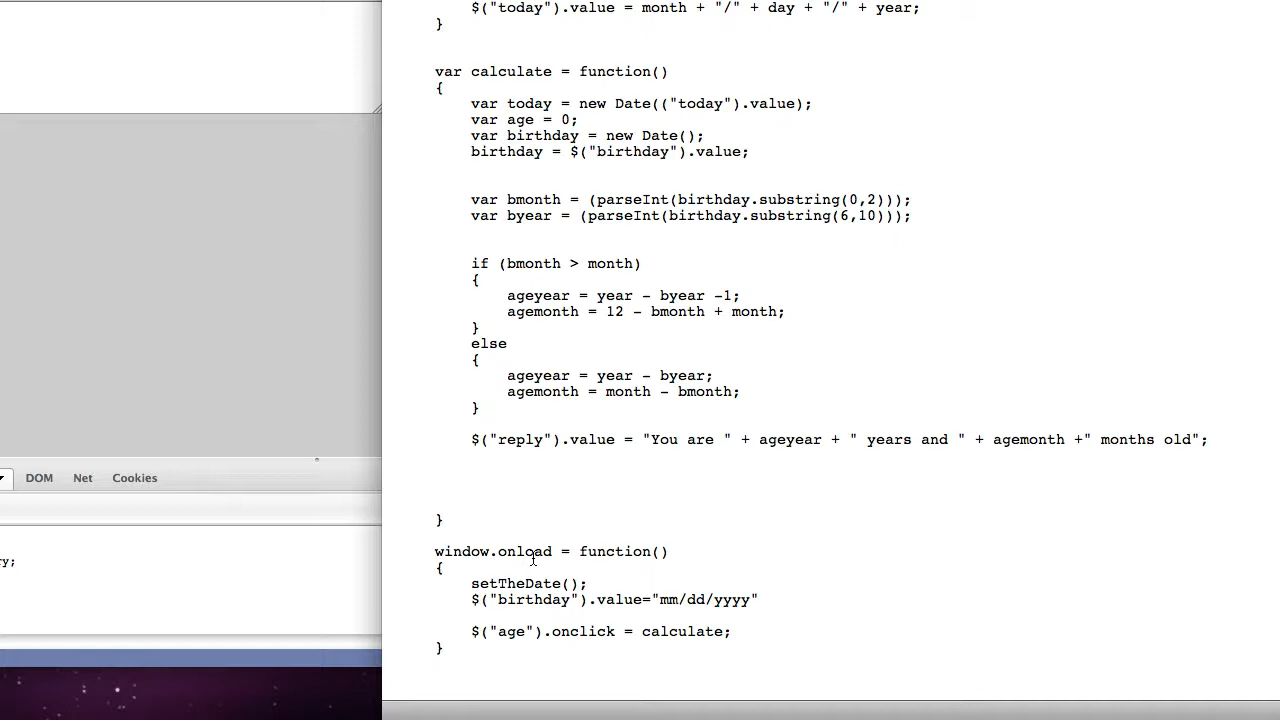 $("today").value = month + "/" + day + "/" + year;
}
var calculate = function()
{
var today = new Date(("today").value);
var age = 0;
var birthday = new Date();
birthday = $("birthday").value;
var bmonth = (parseInt(birthday.substring(0,2)));
var byear = (parseInt(birthday.substring(6,10)));
if (bmonth > month)
{
ageyear = year - byear -1;
agemonth = 12 - bmonth + month;
}
else
{
ageyear = year - byear;
agemonth = month - bmonth;
}
$("reply").value = "You are " + ageyear + " years and " + agemonth +" months old";
}
window.onload = function()
{
setTheDate();
$("birthday").value="mm/dd/yyyy"
$("age").onclick = calculate;
}
DOM Net Cookies
ry;